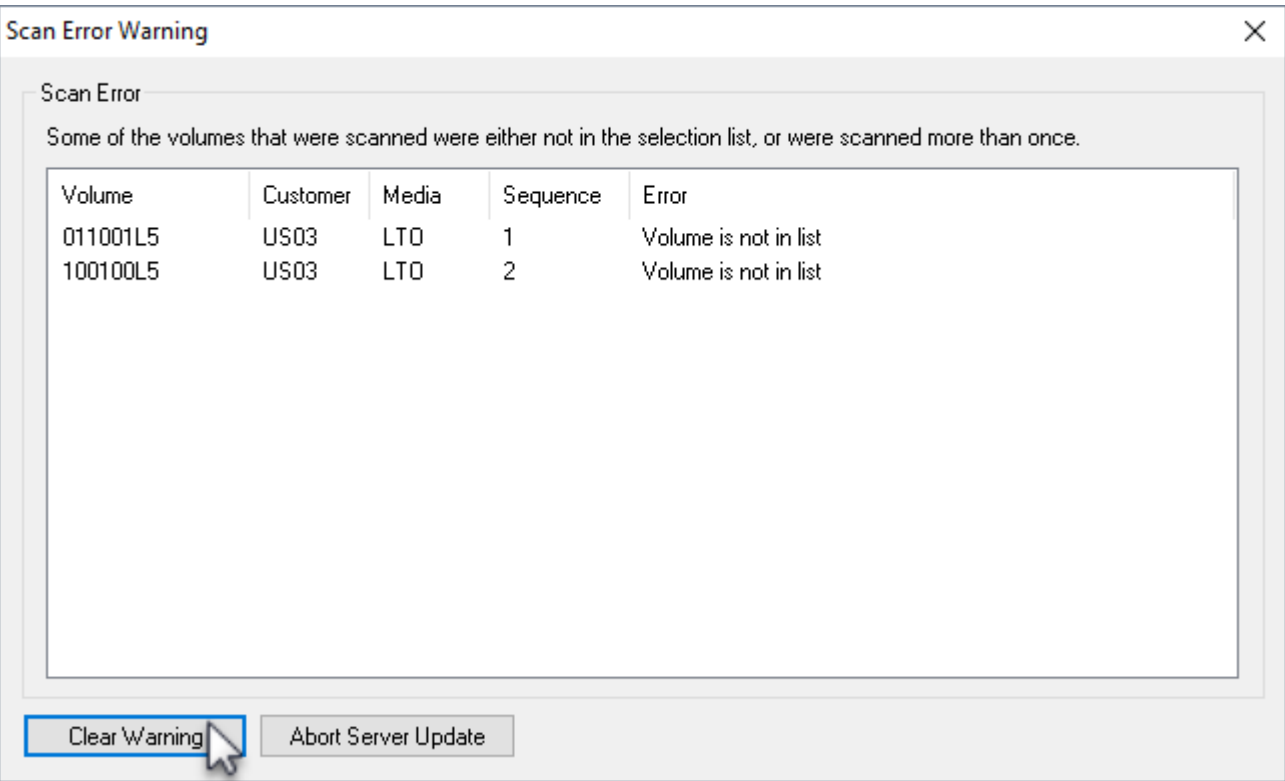 Scan Error Warning
Scan Error
Some of the volumes that were scanned were either not in the selection list, or were scanned more than once.
Volume Customer Media Sequence Error
011001L5 US03 LTO 1 Volume is not in list
100100L5 US03 LTO 2 Volume is not in list
Clear Warning Abort Server Update